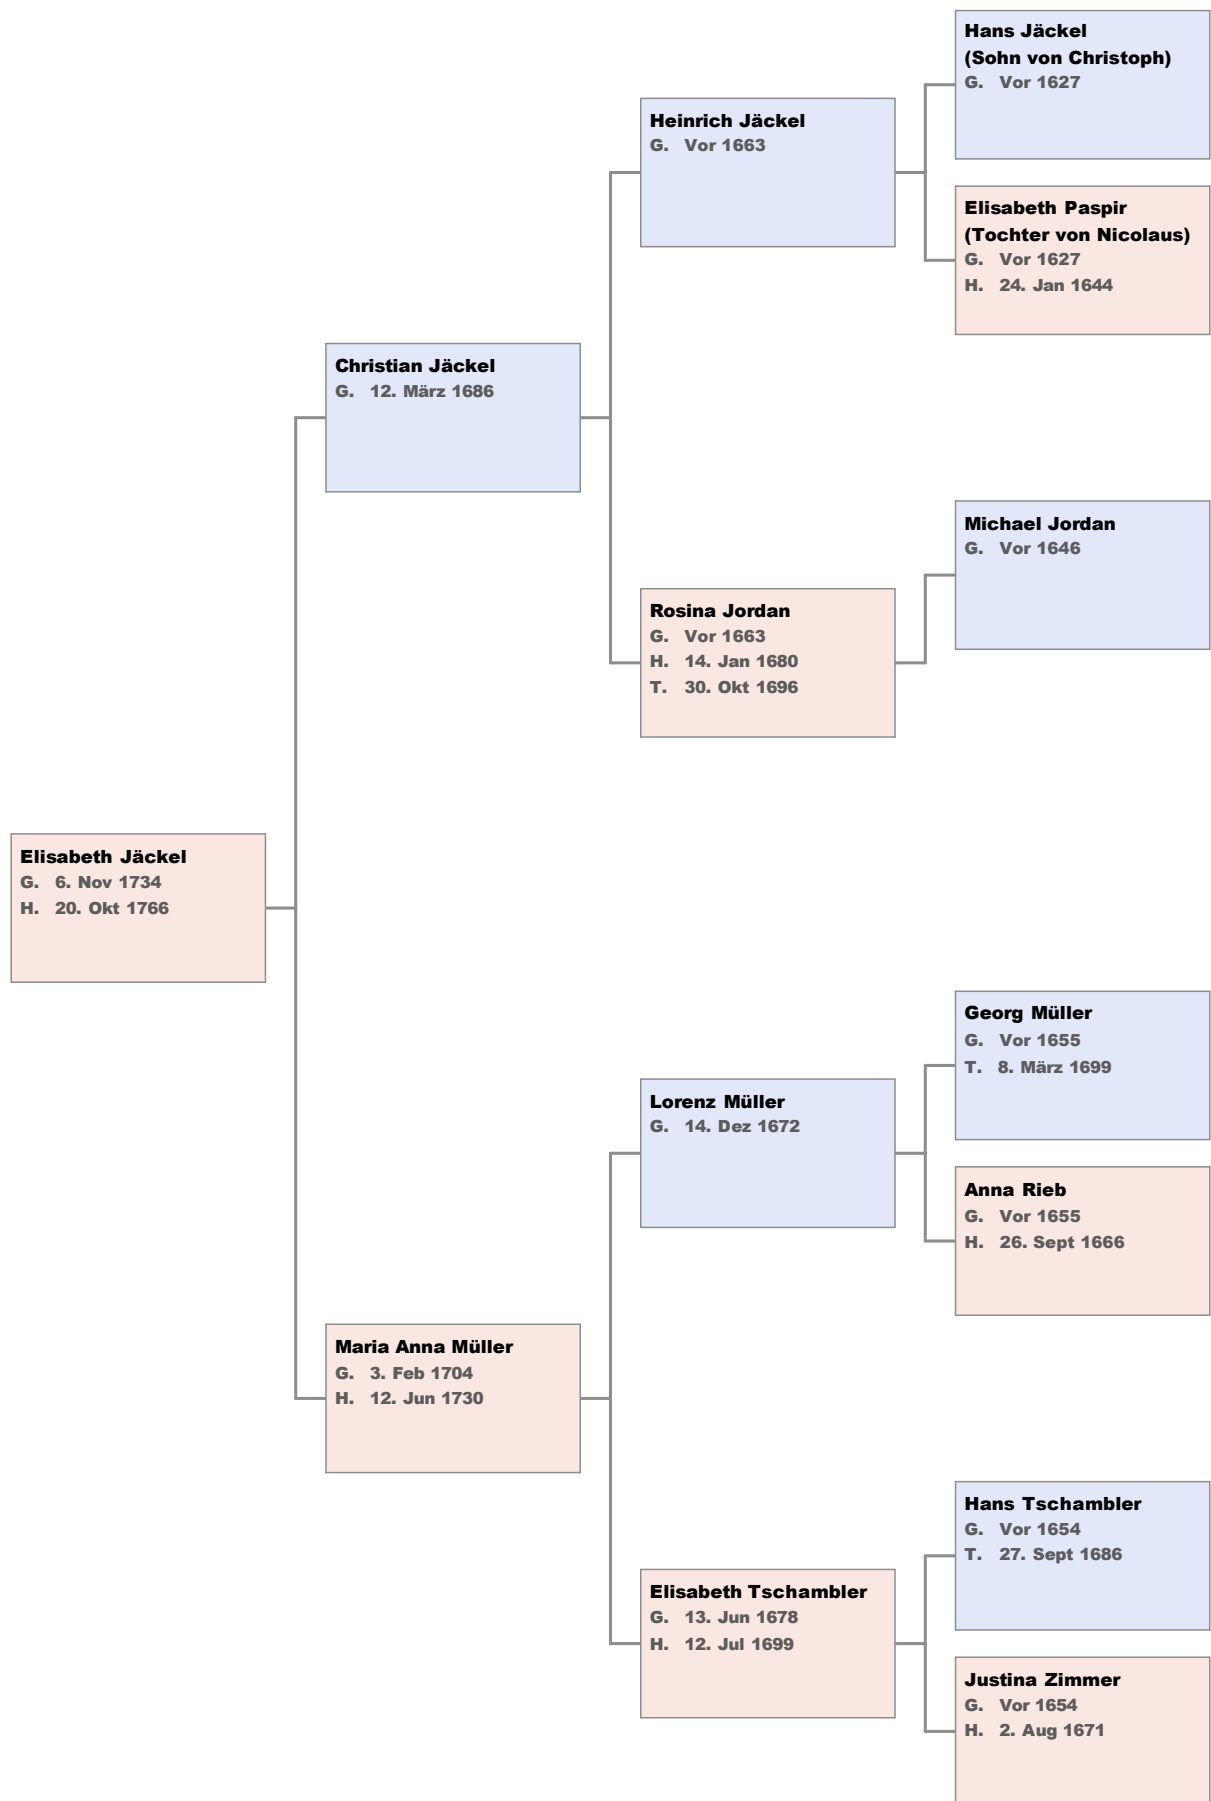 Hans Jäckel
(Sohn von Christoph)
G. Vor 1627
Heinrich Jäckel
G. Vor 1663
Elisabeth Paspir
(Tochter von Nicolaus)
G. Vor 1627
H. 24. Jan 1644
Christian Jäckel
G. 12. März 1686
Michael Jordan
G. Vor 1646
Rosina Jordan
G. Vor 1663
H. 14. Jan 1680
T. 30. Okt 1696
Elisabeth Jäckel
G. 6. Nov 1734
H. 20. Okt 1766
Georg Müller
G. Vor 1655
T. 8. März 1699
Lorenz Müller
G. 14. Dez 1672
Anna Rieb
G. Vor 1655
H. 26. Sept 1666
Maria Anna Müller
G. 3. Feb 1704
H. 12. Jun 1730
Hans Tschambler
G. Vor 1654
T. 27. Sept 1686
Elisabeth Tschambler
G. 13. Jun 1678
H. 12. Jul 1699
Justina Zimmer
G. Vor 1654
H. 2. Aug 1671